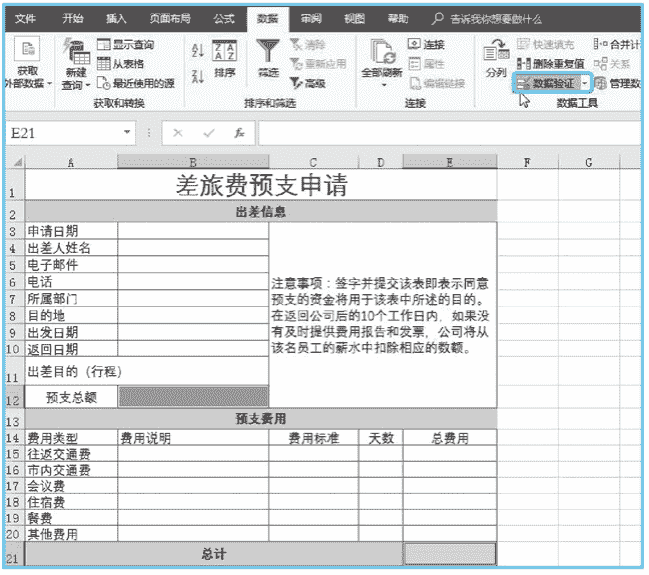 文件 开始 插入 页面布局 公式 数据 审阅 视图 帮助 告诉我你想要做什么
获取外部数据
新建查询
显示查询
从表格
最近使用的源
获取和转换
排序
筛选
清除
重新应用
高级
排序和筛选
全部刷新
连接
属性
编辑链接
连接
分列
快速填充
删除重复值
数据验证
合并计
关系
管理数
数据工具
E21
fx
A B C D E F G
1 差旅费预支申请
2 出差信息
3 申请日期
4 出差人姓名
5 电子邮件
6 电话
7 所属部门
8 目的地
9 出发日期
10 返回日期
注意事项：签字并提交该表即表示同意
预支的资金将用于该表中所述的目的。
在返回公司后的10个工作日内，如果没
有及时提供费用报告和发票，公司将从
该名员工的薪水中扣除相应的数额。
11 出差目的（行程）
12 预支总额
13 预支费用
14 费用类型 费用说明 费用标准 天数 总费用
15 往返交通费
16 市内交通费
17 会议费
18 住宿费
19 餐费
20 其他费用
21 总计